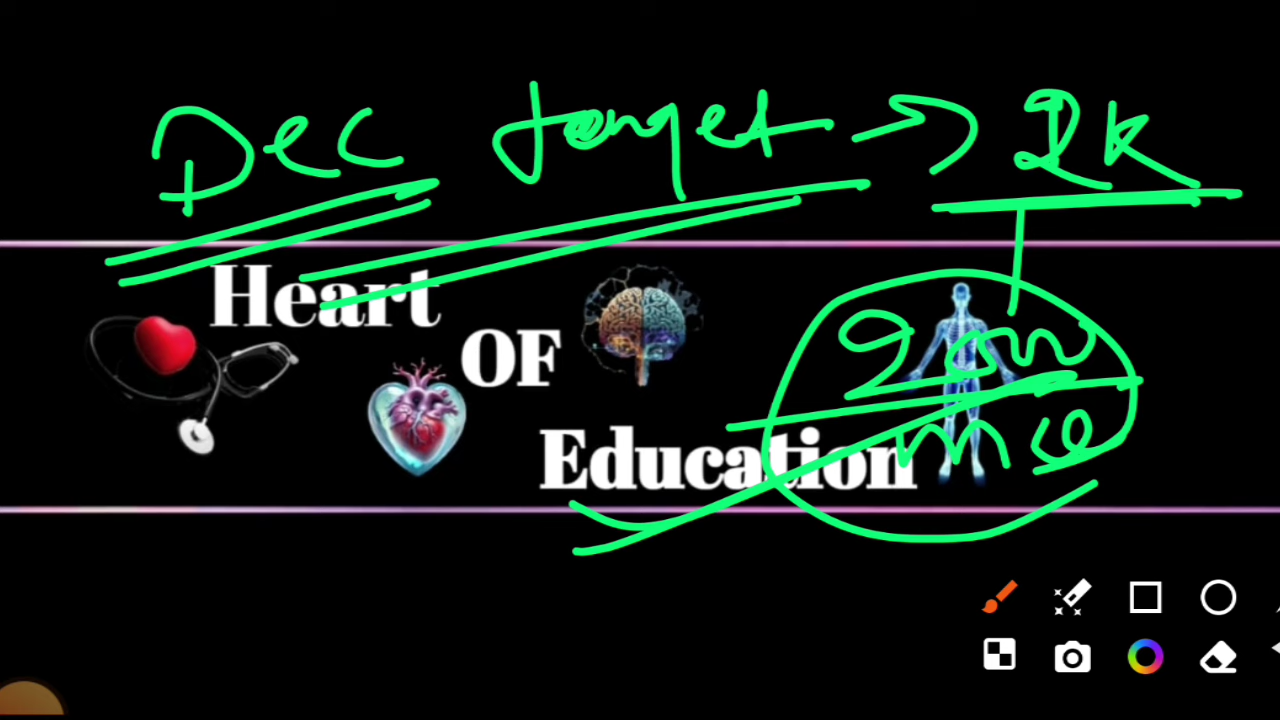 Dec target → 2k
Heart
OF
Education